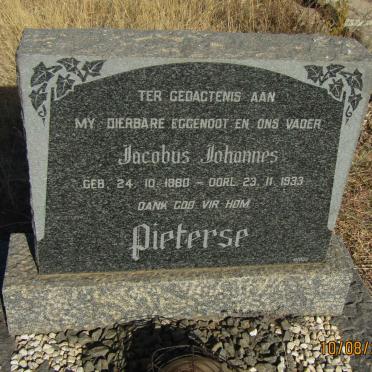 TER GEDAGTENIS AAN
MY DIERBARE EGGENOOT EN ONS VADER
Jacobus Johannes
GEB. 24. 10. 1880 - OORL. 23. 11. 1933
DANK GOD VIR HOM
Pieterse
10/08/